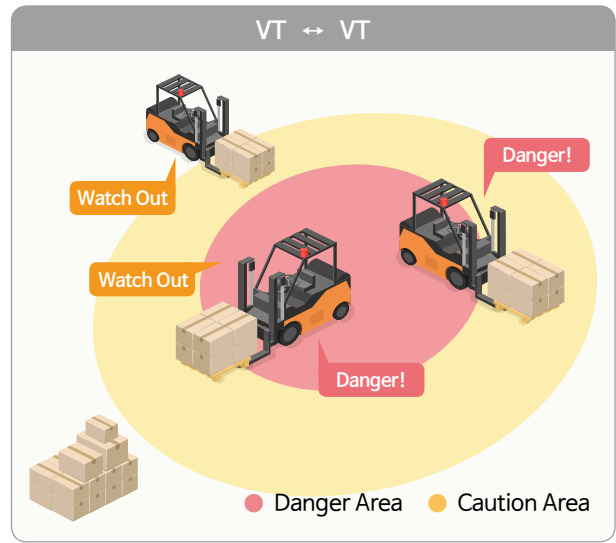 VT ↔ VT
Danger!
Watch Out
Watch Out
Danger!
Danger Area
Caution Area